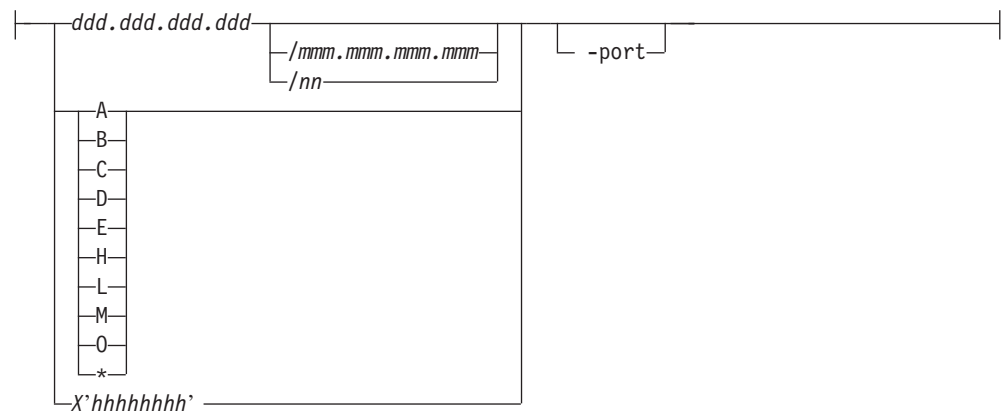 ddd.ddd.ddd.ddd
/mmm.mmm.mmm.mmm
-port
/nn
A
B
C
D
E
H
L
M
O
*
X’hhhhhhhh’